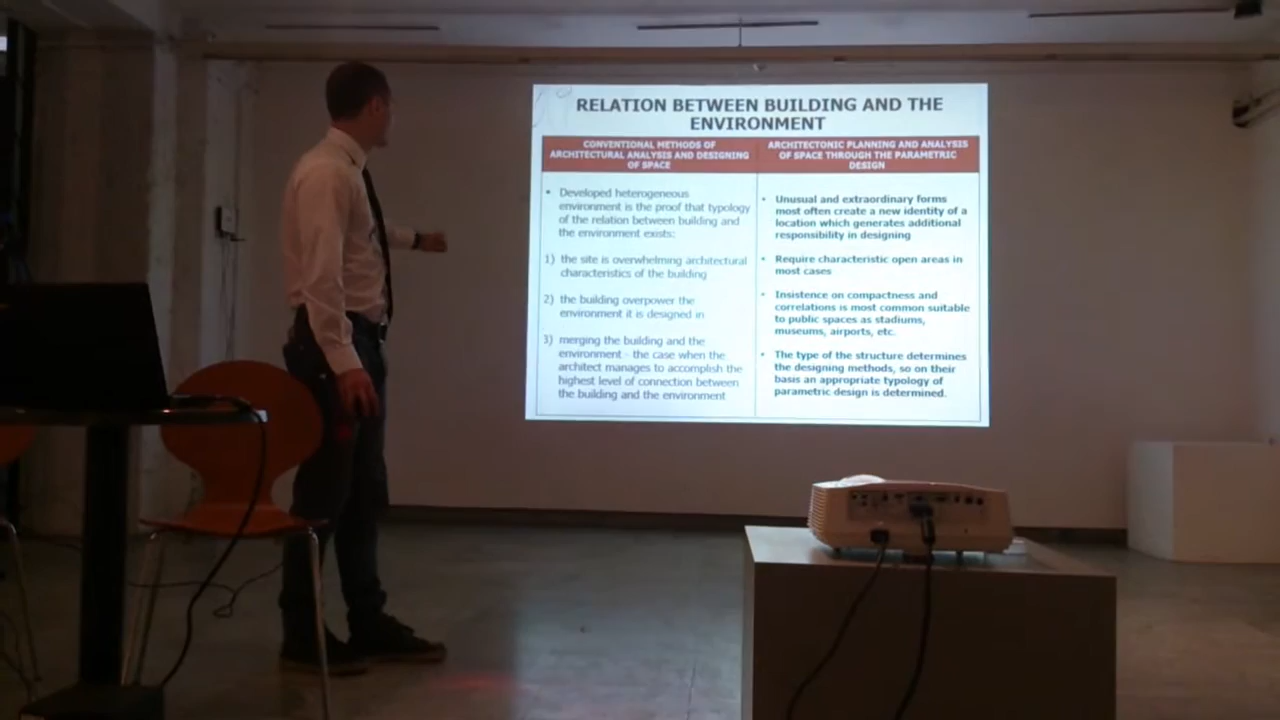 RELATION BETWEEN BUILDING AND THE
ENVIRONMENT
CONVENTIONAL METHODS OF
ARCHITECTURAL ANALYSIS AND DESIGNING
OF SPACE
• Developed heterogeneous
environment is the proof that typology
of the relation between building and
the environment exists:
1) the site is overwhelming architectural
characteristics of the building
2) the building overpower the
environment it is designed in
3) merging the building and the
environment - the case when the
architect manages to accomplish the
highest level of connection between
the building and the environment
ARCHITECTONIC PLANNING AND ANALYSIS
OF SPACE THROUGH THE PARAMETRIC
DESIGN
• Unusual and extraordinary forms
most often create a new identity of a
location which generates additional
responsibility in designing
• Require characteristic open areas in
most cases
• Insistence on compactness and
correlations is most common suitable
to public spaces as stadiums,
museums, airports, etc.
• The type of the structure determines
the designing methods, so on their
basis an appropriate typology of
parametric design is determined.